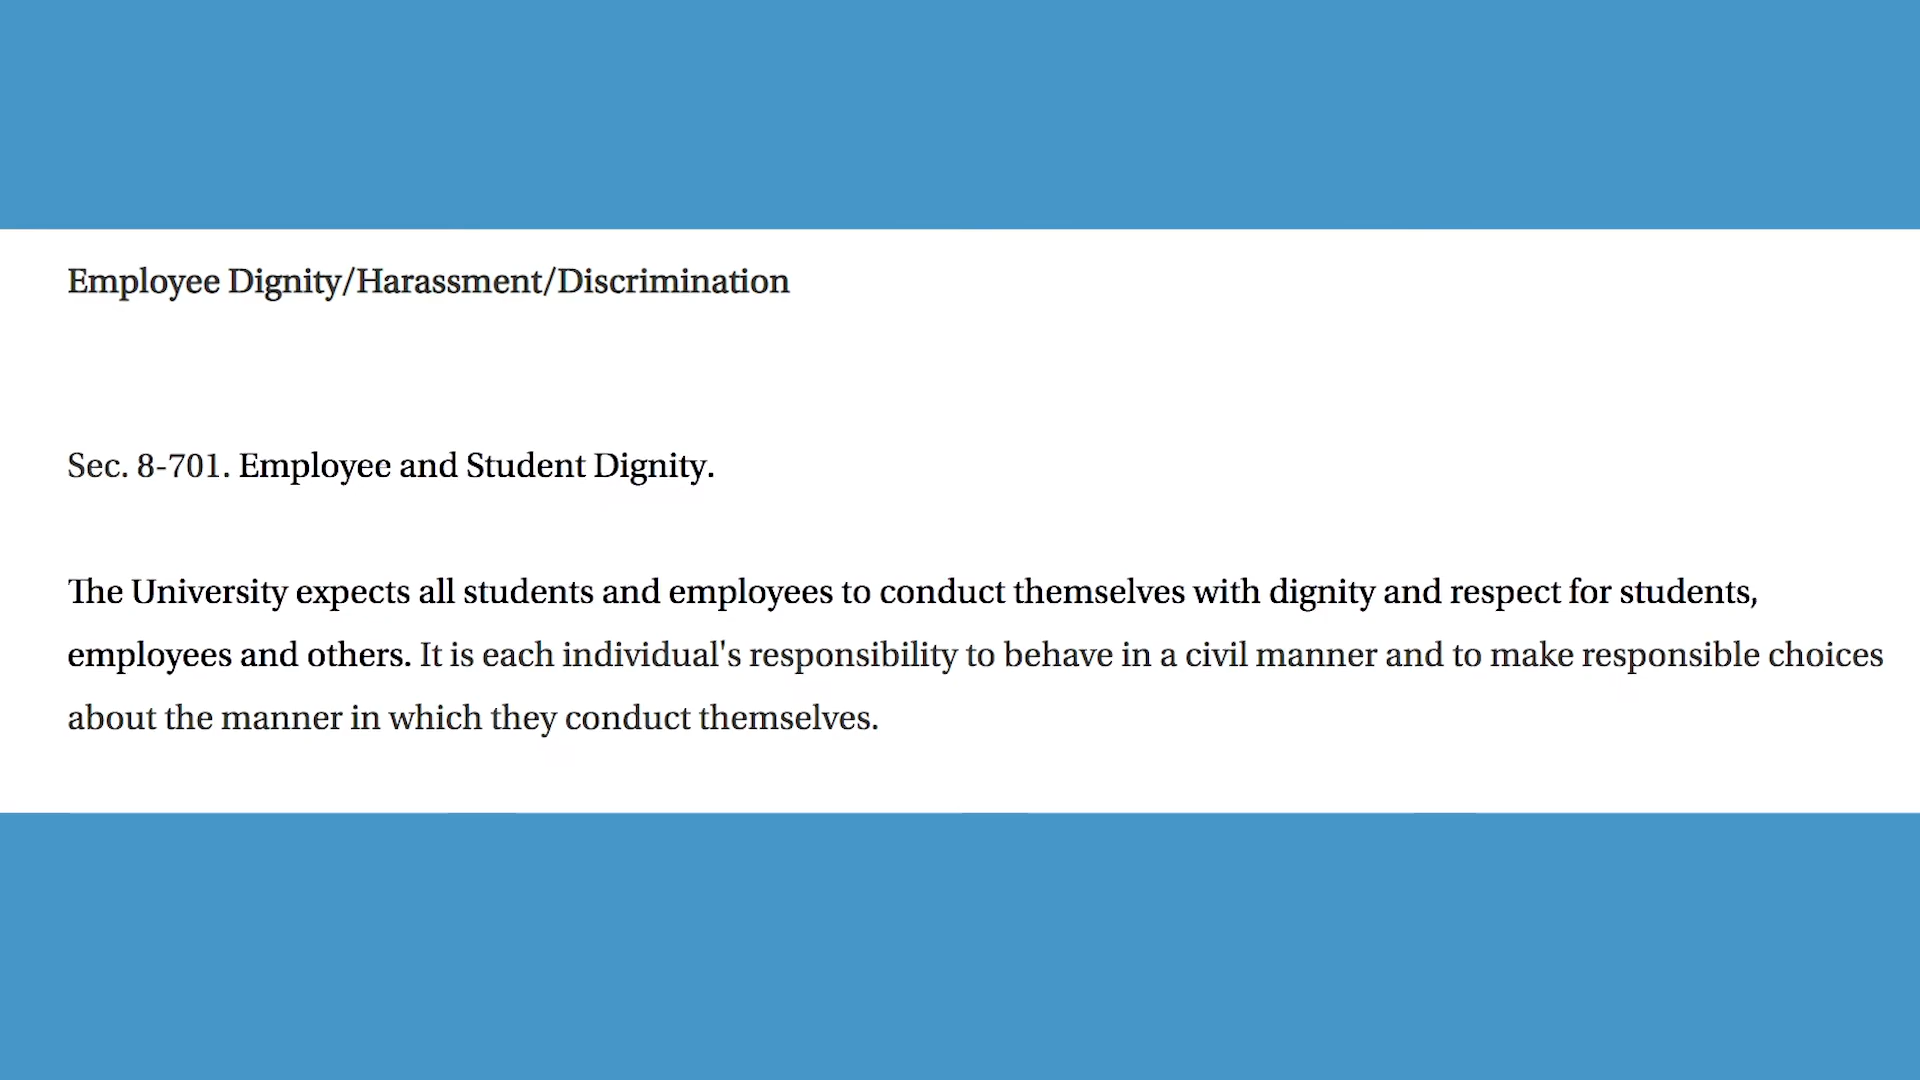 Employee Dignity/Harassment/Discrimination
Sec. 8-701. Employee and Student Dignity.
The University expects all students and employees to conduct themselves with dignity and respect for students,
employees and others. It is each individual's responsibility to behave in a civil manner and to make responsible choices
about the manner in which they conduct themselves.